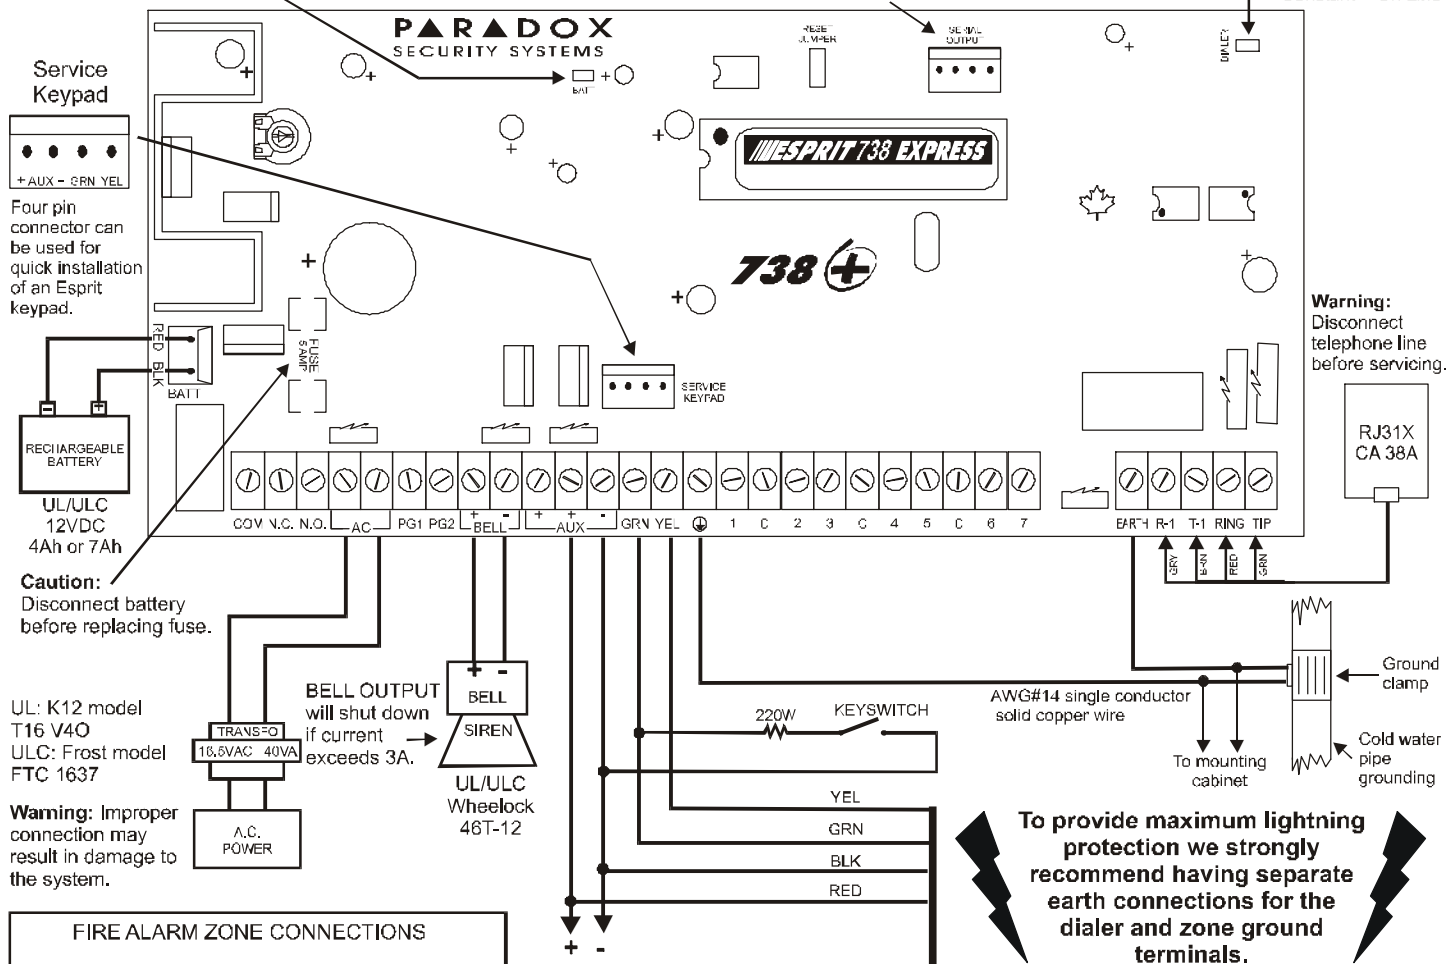 PARADOX
SECURITY SYSTEMS
RESET
JUMPER
SERIAL
OUTPUT
DIALER
Service
Keypad
+ AUX - GRN YEL
Four pin
connector can
be used for
quick installation
of an Esprit
keypad.
BATT
ESPRIT 738 EXPRESS
738 +
RED
BLK
BATT
FUSE
5AMP
SERVICE
KEYPAD
Warning:
Disconnect
telephone line
before servicing.
RJ31X
CA 38A
- +
RECHARGEABLE
BATTERY
UL/ULC
12VDC
4Ah or 7Ah
COM N.C. N.O. AC PG1 PG2 + BELL - + AUX + - GRN YEL 1 C 2 3 C 4 5 C 6 7
EARTH R-1 T-1 RING TIP
GRY BRN RED GRN
Caution:
Disconnect battery
before replacing fuse.
UL: K12 model
T16 V4O
ULC: Frost model
FTC 1637
Warning: Improper
connection may
result in damage to
the system.
TRANSFO
16.5VAC 40VA
A.C.
POWER
BELL OUTPUT
will shut down
if current
exceeds 3A.
+ -
BELL
SIREN
UL/ULC
Wheelock
46T-12
220W
KEYSWITCH
YEL
GRN
BLK
RED
+ -
AWG#14 single conductor
solid copper wire
To mounting
cabinet
Ground
clamp
Cold water
pipe
grounding
To provide maximum lightning
protection we strongly
recommend having separate
earth connections for the
dialer and zone ground
terminals.
FIRE ALARM ZONE CONNECTIONS